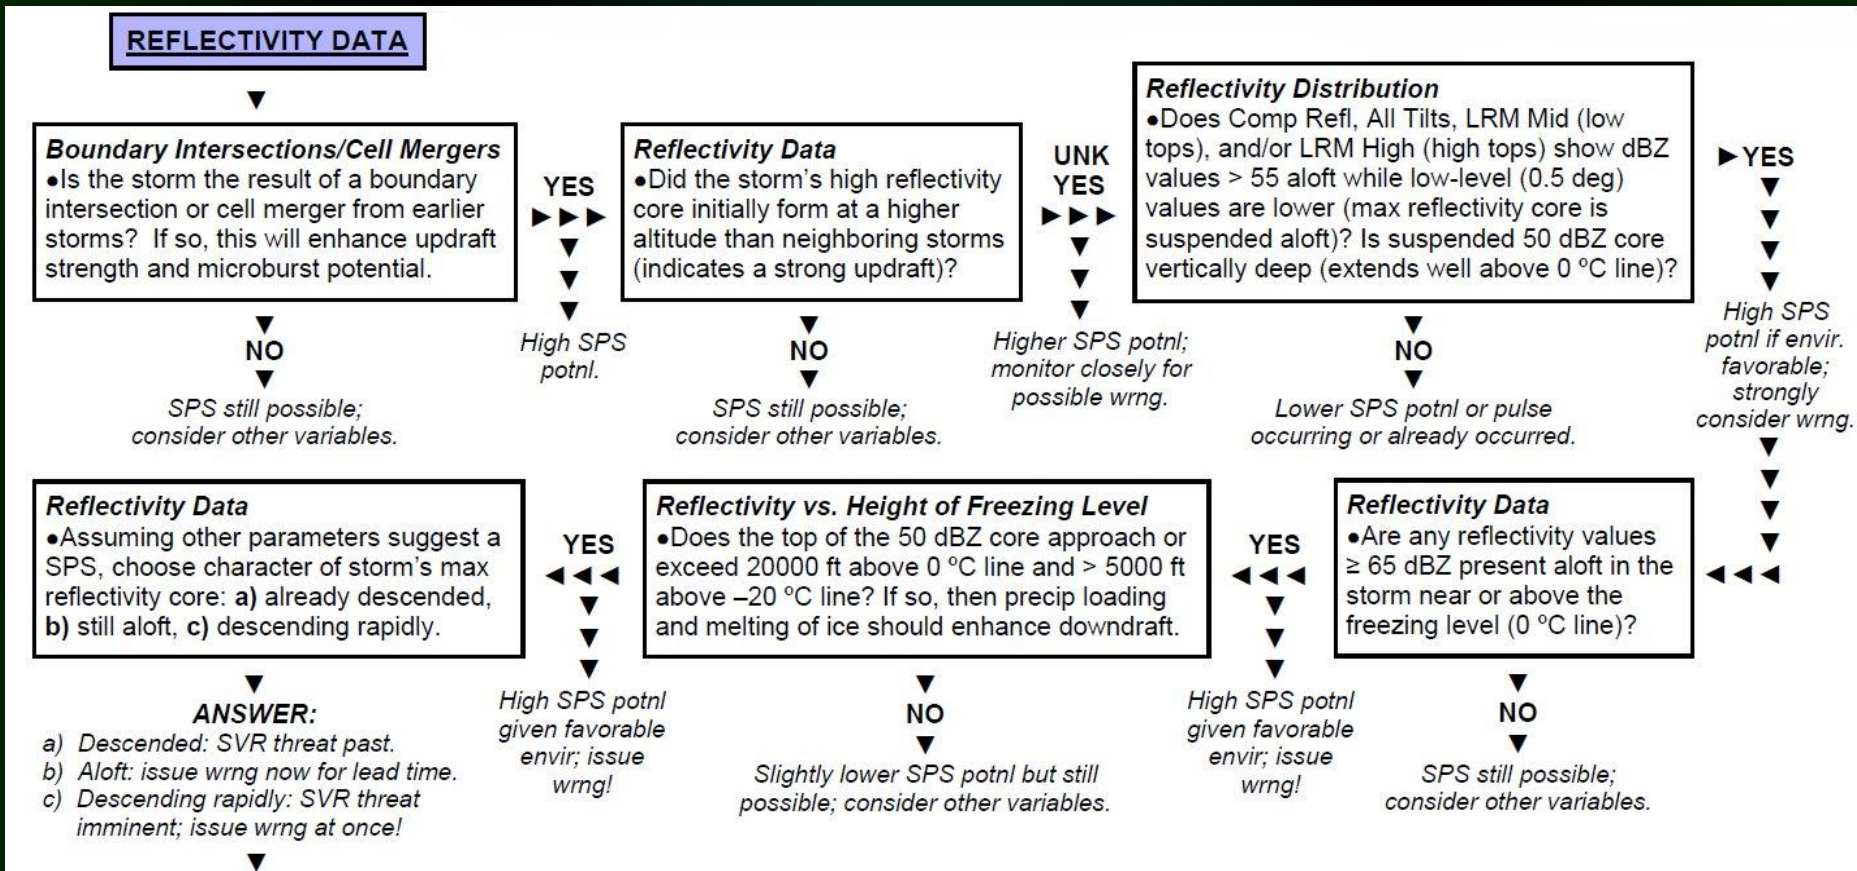 REFLECTIVITY DATA
Boundary Intersections/Cell Mergers
•Is the storm the result of a boundary
intersection or cell merger from earlier
storms? If so, this will enhance updraft
strength and microburst potential.
YES
High SPS
potnl.
NO
SPS still possible;
consider other variables.
Reflectivity Data
•Did the storm's high reflectivity
core initially form at a higher
altitude than neighboring storms
(indicates a strong updraft)?
UNK
YES
Higher SPS potnl;
monitor closely for
possible wrng.
NO
SPS still possible;
consider other variables.
Reflectivity Distribution
•Does Comp Refl, All Tilts, LRM Mid (low
tops), and/or LRM High (high tops) show dBZ
values > 55 aloft while low-level (0.5 deg)
values are lower (max reflectivity core is
suspended aloft)? Is suspended 50 dBZ core
vertically deep (extends well above 0 ºC line)?
YES
High SPS
potnl if envir.
favorable;
strongly
consider wrng.
NO
Lower SPS potnl or pulse
occurring or already occurred.
Reflectivity Data
•Are any reflectivity values
≥ 65 dBZ present aloft in the
storm near or above the
freezing level (0 ºC line)?
YES
High SPS potnl
given favorable
envir; issue
wrng!
NO
SPS still possible;
consider other variables.
Reflectivity vs. Height of Freezing Level
•Does the top of the 50 dBZ core approach or
exceed 20000 ft above 0 ºC line and > 5000 ft
above –20 ºC line? If so, then precip loading
and melting of ice should enhance downdraft.
YES
High SPS potnl
given favorable
envir; issue
wrng!
NO
Slightly lower SPS potnl but still
possible; consider other variables.
Reflectivity Data
•Assuming other parameters suggest a
SPS, choose character of storm's max
reflectivity core: a) already descended,
b) still aloft, c) descending rapidly.
ANSWER:
a) Descended: SVR threat past.
b) Aloft: issue wrng now for lead time.
c) Descending rapidly: SVR threat
imminent; issue wrng at once!